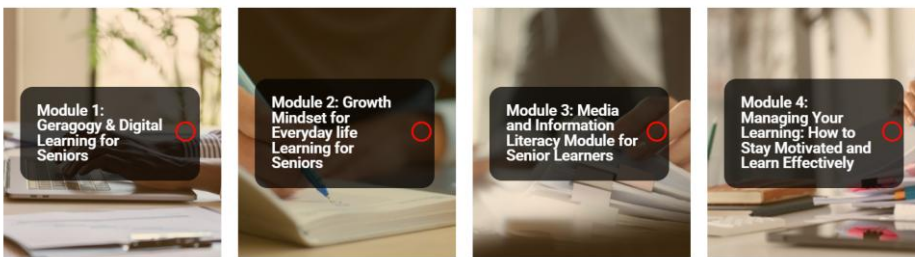 Module 1:
Geragogy & Digital
Learning for
Seniors
Module 2: Growth
Mindset for
Everyday life
Learning for
Seniors
Module 3: Media
and Information
Literacy Module for
Senior Learners
Module 4:
Managing Your
Learning: How to
Stay Motivated and
Learn Effectively